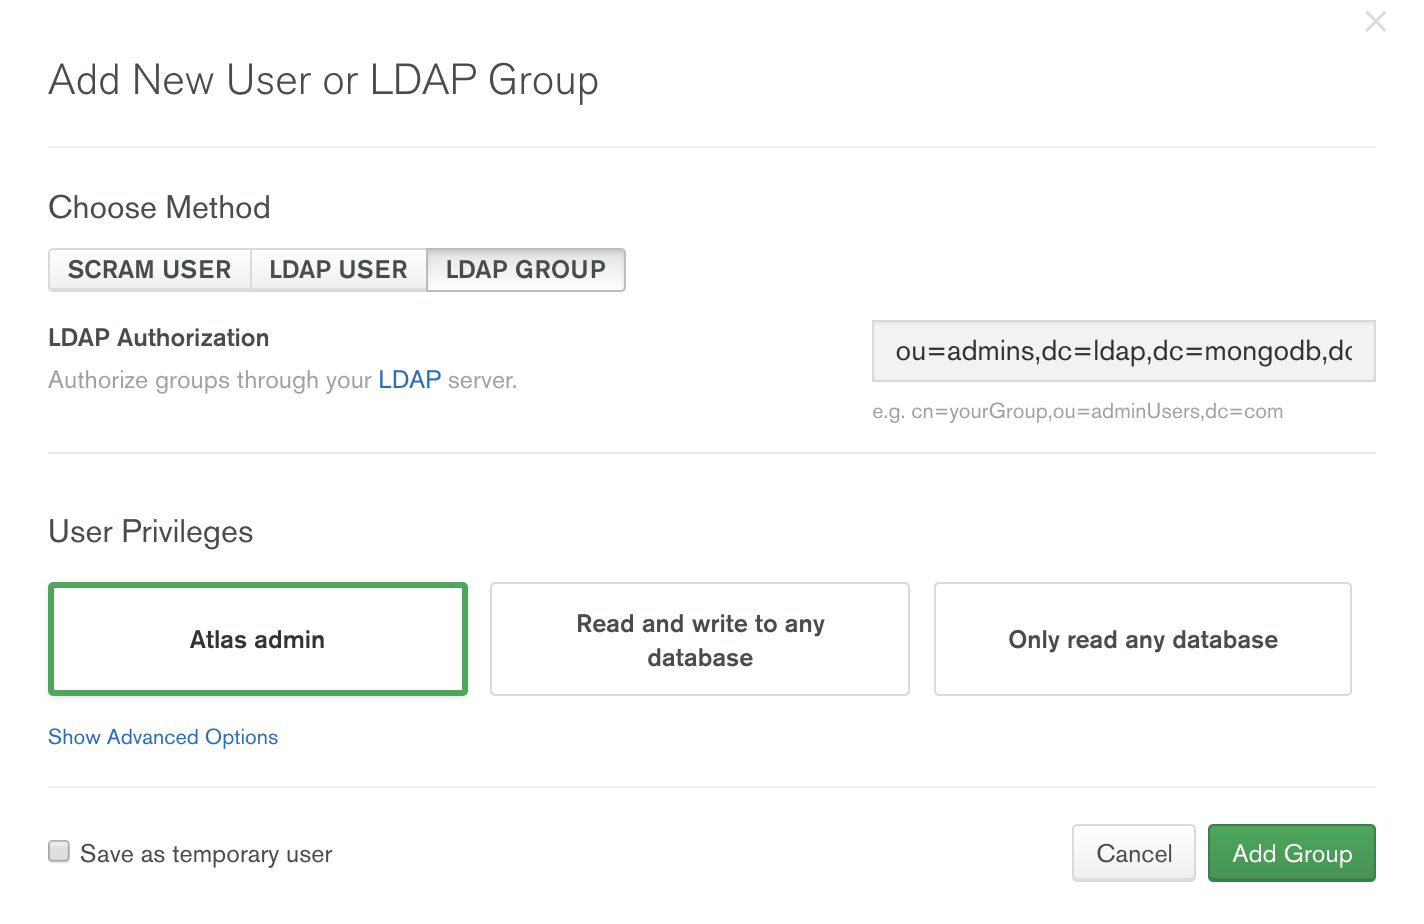 Add New User or LDAP Group
Choose Method
SCRAM USER
LDAP USER
LDAP GROUP
LDAP Authorization
Authorize groups through your LDAP server.
ou=admins,dc=ldap,dc=mongodb,dc
e.g. cn=yourGroup,ou=adminUsers,dc=com
User Privileges
Atlas admin
Read and write to any
database
Only read any database
Show Advanced Options
Save as temporary user
Cancel
Add Group